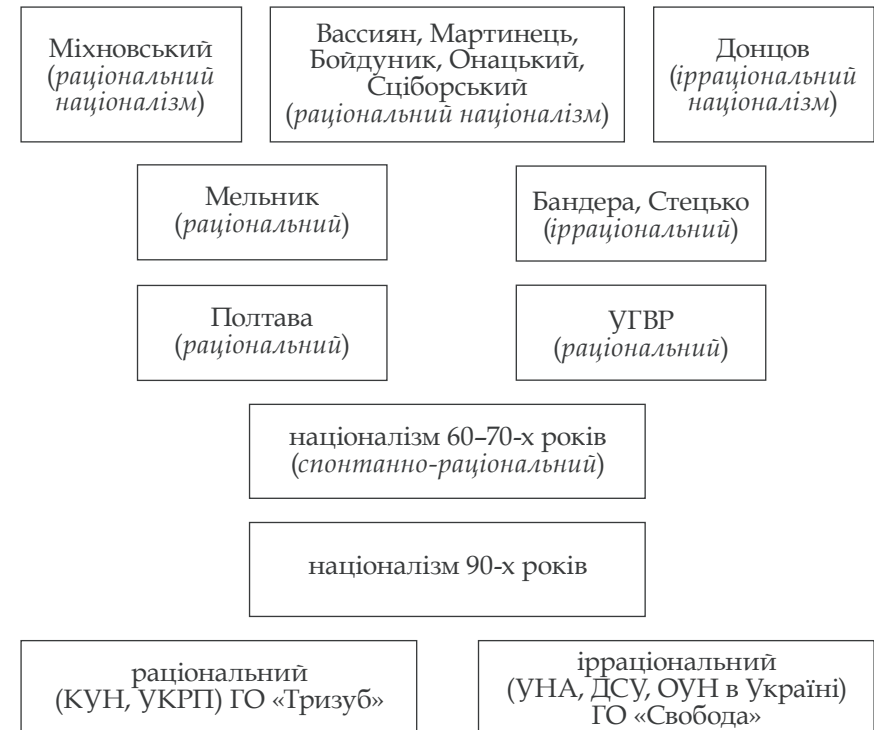 Міхновський
(раціональний
націоналізм)
Вассиян, Мартинець,
Бойдуник, Онацький,
Сціборський
(раціональний націоналізм)
Донцов
(ірраціональний
націоналізм)
Мельник
(раціональний)
Бандера, Стецько
(ірраціональний)
Полтава
(раціональний)
УГВР
(раціональний)
націоналізм 60–70-х років
(спонтанно-раціональний)
націоналізм 90-х років
раціональний
(КУН, УКРП) ГО «Тризуб»
ірраціональний
(УНА, ДСУ, ОУН в Україні)
ГО «Свобода»